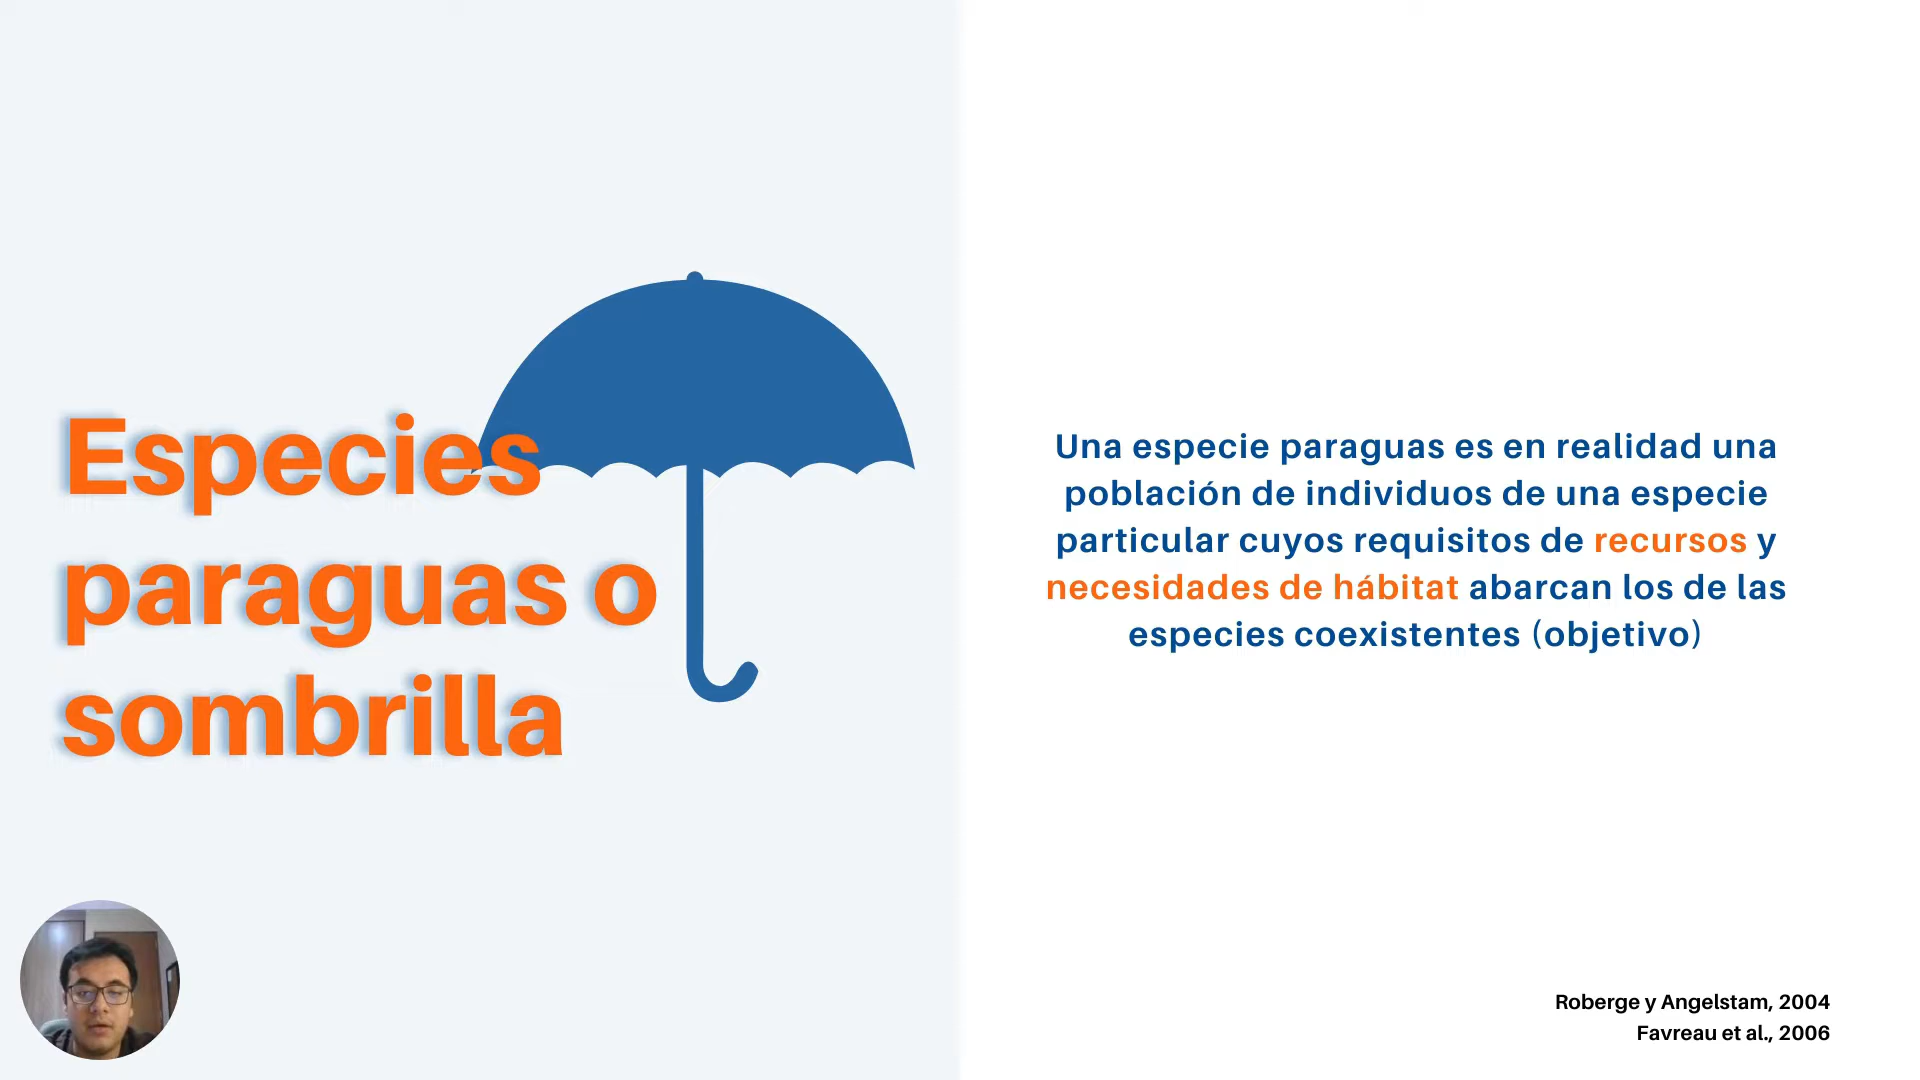 Especies
paraguas o
sombrilla
Una especie paraguas es en realidad una
población de individuos de una especie
particular cuyos requisitos de recursos y
necesidades de hábitat abarcan los de las
especies coexistentes (objetivo)
Roberge y Angelstam, 2004
Favreau et al., 2006